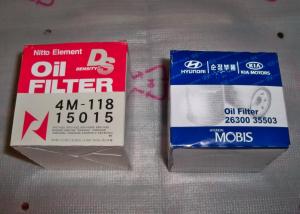 Nitto Element
DS
DENSITY
Oil
FILTER
4M-118
15015
HYUNDAI
순정부품
KIA
KIA MOTORS
Oil Filter
26300 35503
MOBIS